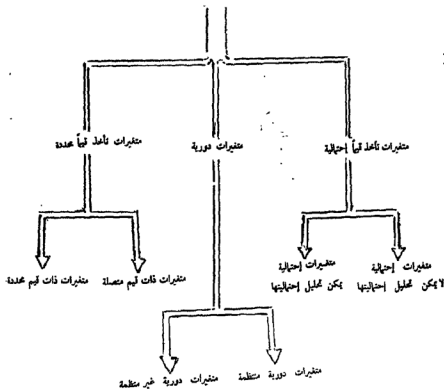 متغيرات تأخذ قيماً إحتمالية
متغيرات دورية
متغيرات تأخذ قيماً محددة
متغيرات إحتمالية
لا يمكن تحليل إحتماليتها
متغيرات إحتمالية
يمكن تحليل إحتماليتها
متغيرات ذات قيم متصلة
متغيرات ذات قيم محددة
متغيرات دورية منتظمة
متغيرات دورية غير منتظمة